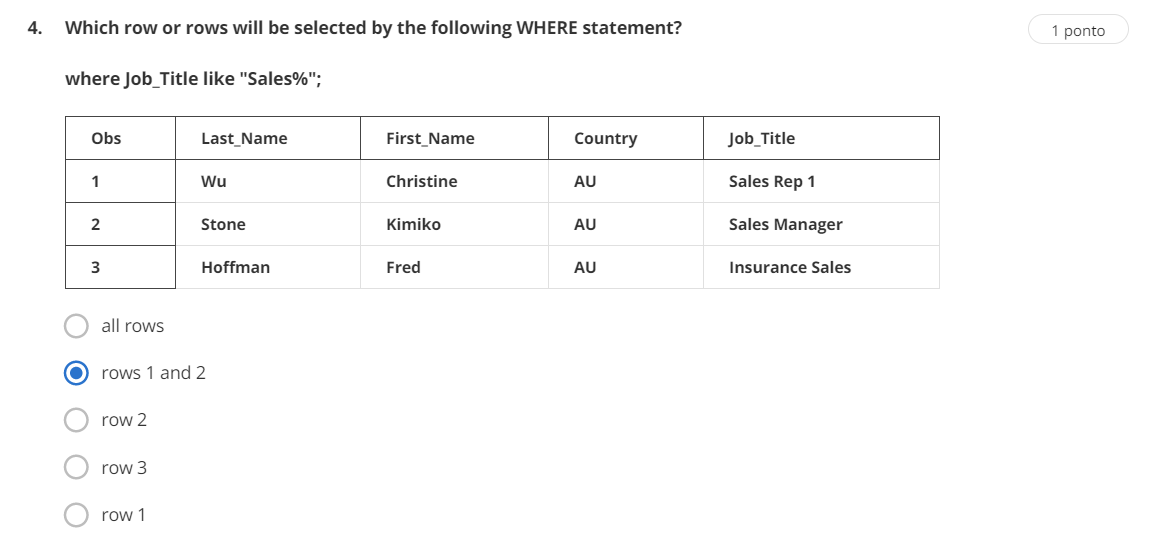 4. Which row or rows will be selected by the following WHERE statement?
1 ponto
where Job_Title like "Sales%";
Obs Last_Name First_Name Country Job_Title
1 Wu Christine AU Sales Rep 1
2 Stone Kimiko AU Sales Manager
3 Hoffman Fred AU Insurance Sales
all rows
rows 1 and 2
row 2
row 3
row 1